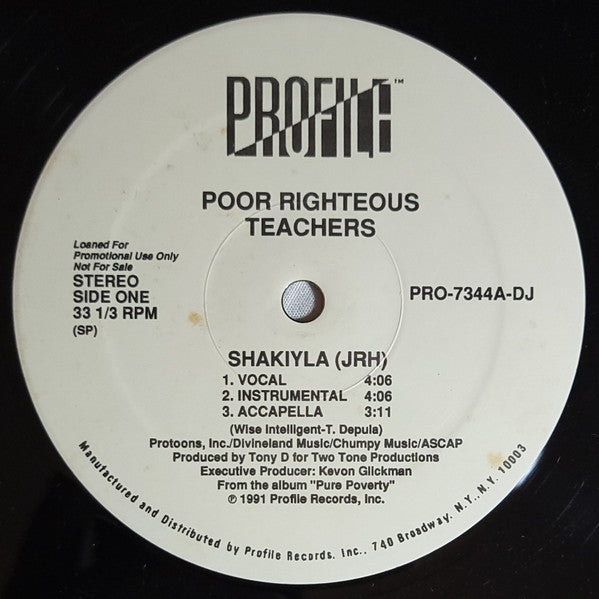 PROFILE™
POOR RIGHTEOUS
TEACHERS
Loaned For
Promotional Use Only
Not For Sale
STEREO
SIDE ONE
33 1/3 RPM
(SP)
PRO-7344A-DJ
SHAKIYLA (JRH)
1. VOCAL 4:06
2. INSTRUMENTAL 4:06
3. ACCAPELLA 3:11
(Wise Intelligent-T. Depula)
Protoons, Inc./Divineland Music/Chumpy Music/ASCAP
Produced by Tony D for Two Tone Productions
Executive Producer: Kevon Glickman
From the album "Pure Poverty"
℗ 1991 Profile Records, Inc.
Manufactured and Distributed by Profile Records, Inc., 740 Broadway, N.Y., N.Y. 10003